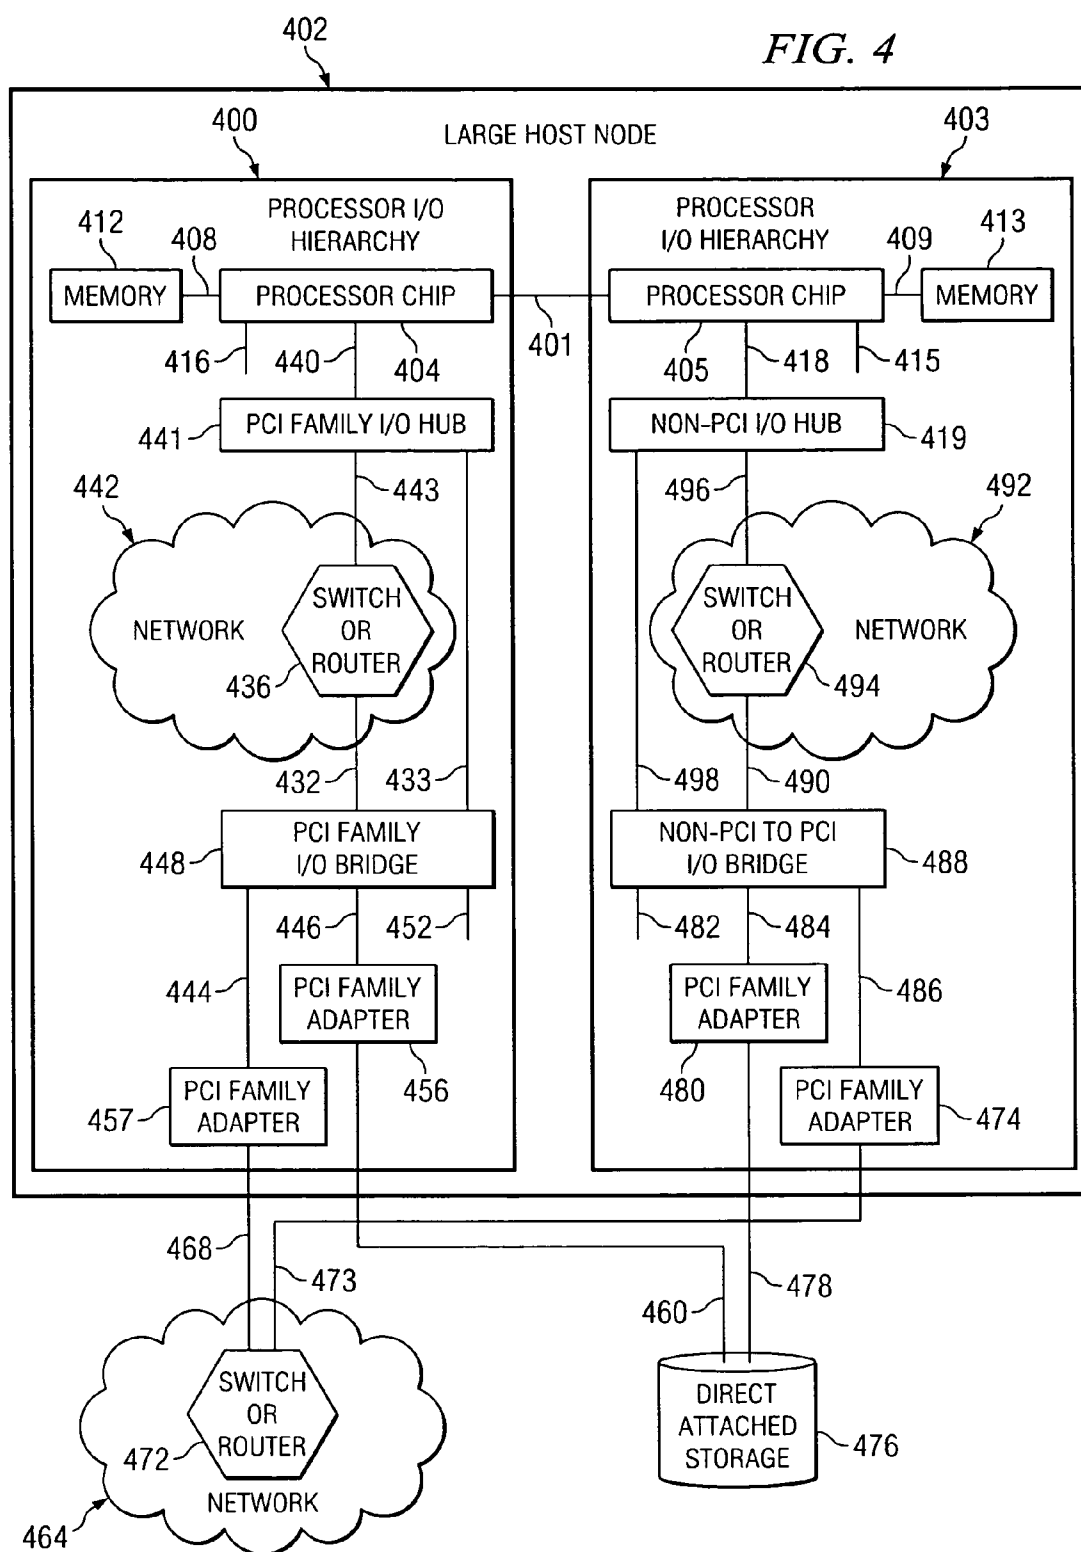 402
FIG. 4
400
LARGE HOST NODE
403
412
408
PROCESSOR I/O
HIERARCHY
PROCESSOR
I/O HIERARCHY
409
413
MEMORY
PROCESSOR CHIP
PROCESSOR CHIP
MEMORY
416
440
404
401
405
418
415
441
PCI FAMILY I/O HUB
NON-PCI I/O HUB
419
442
443
496
492
NETWORK
SWITCH
OR
ROUTER
436
SWITCH
OR
ROUTER
NETWORK
494
432
433
498
490
448
PCI FAMILY
I/O BRIDGE
NON-PCI TO PCI
I/O BRIDGE
488
446
452
482
484
444
PCI FAMILY
ADAPTER
PCI FAMILY
ADAPTER
486
456
480
457
PCI FAMILY
ADAPTER
PCI FAMILY
ADAPTER
474
468
473
460
478
SWITCH
OR
ROUTER
472
NETWORK
464
DIRECT
ATTACHED
STORAGE
476